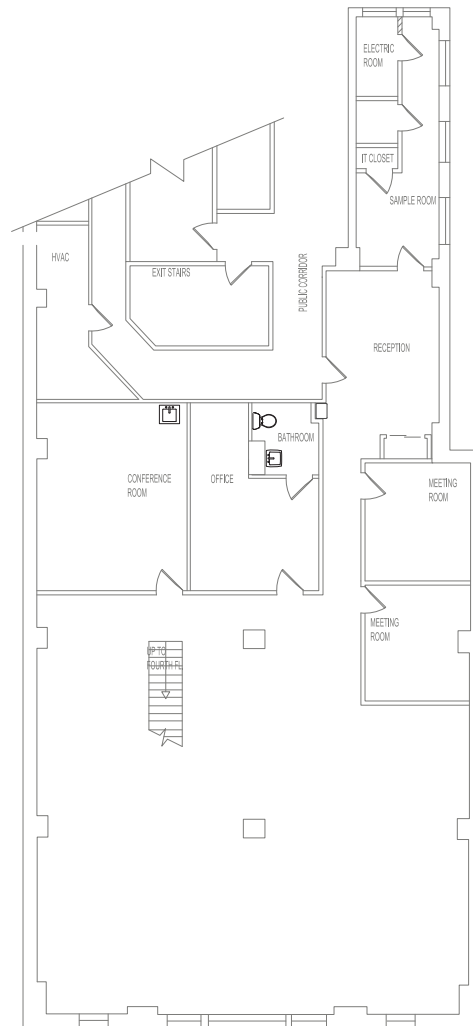 ELECTRIC
ROOM
IT CLOSET
SAMPLE ROOM
HVAC
EXIT STAIRS
PUBLIC CORRIDOR
RECEPTION
BATHROOM
CONFERENCE
ROOM
OFFICE
MEETING
ROOM
MEETING
ROOM
UP TO
FOURTH FL